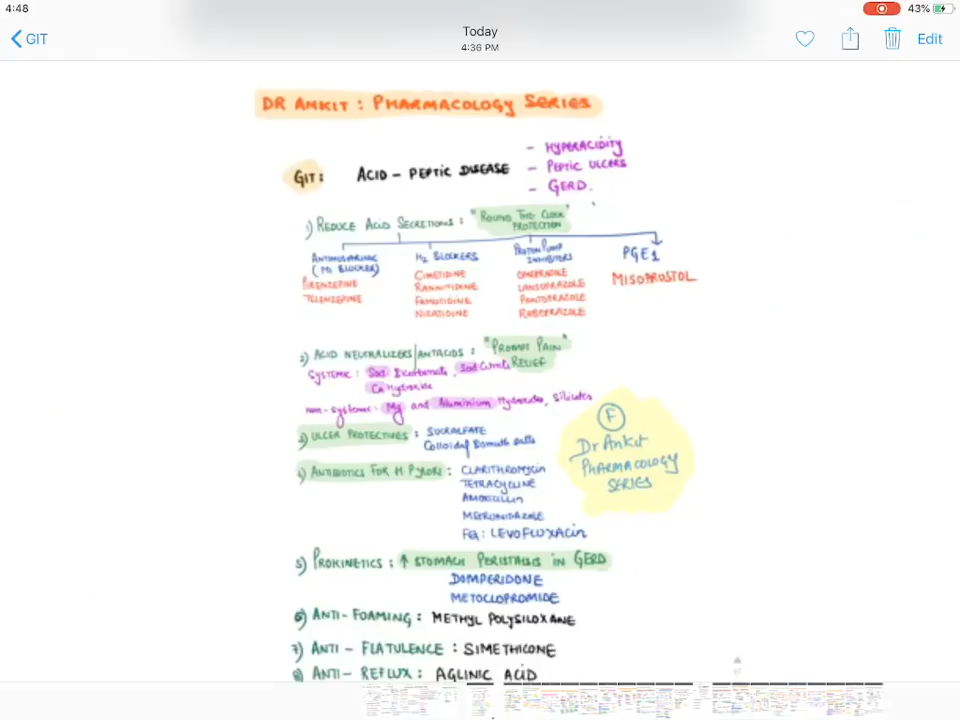 4:48
43%
GIT
Today
4:36 PM
Edit
DR ANKIT : PHARMACOLOGY SERIES
GIT: ACID - PEPTIC DISEASE
- HYPERACIDITY
- PEPTIC ULCERS
- GERD.
1) REDUCE ACID SECRETIONS : "ROUND THE CLOCK" PROTECTION
ANTIMUSCARINIC (M1 BLOCKER)
PIRENZEPINE
TELENZEPINE
H2 BLOCKERS
CIMETIDINE
RANNITIDINE
FAMOTIDINE
NIZATIDINE
PROTON PUMP INHIBITORS
OMEPRAZOLE
LANSOPRAZOLE
PANTOPRAZOLE
RABEPRAZOLE
PGE1
MISOPROSTOL
2) ACID NEUTRALIZERS/ANTACIDS : "PROMPT PAIN" RELIEF
SYSTEMIC : Sod Bicarbonate, Sod Citrate
Ca Hydroxide
non-systemic : Mg and Aluminium Hydroxide, Silicates
3) ULCER PROTECTIVES : SUCRALFATE
Colloidal Bismuth salts
4) ANTIBIOTICS FOR H PYLORI : CLARITHROMYCIN
TETRACYCLINE
AMOXICILLIN
METRONIDAZOLE
FQ : LEVOFLOXACIN
F
Dr Ankit
PHARMACOLOGY
SERIES
5) PROKINETICS : ↑ STOMACH PERISTALSIS IN GERD
DOMPERIDONE
METOCLOPROMIDE
6) ANTI-FOAMING : METHYL POLYSILOXANE
7) ANTI - FLATULENCE : SIMETHICONE
8) ANTI- REFLUX : AGLINIC ACID